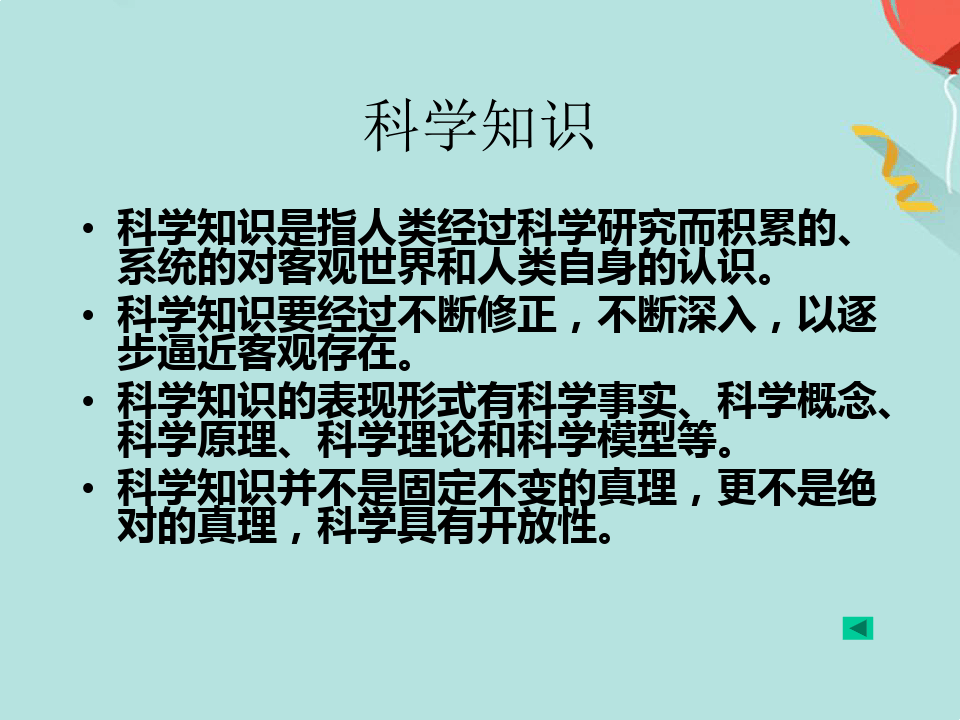 科学知识
• 科学知识是指人类经过科学研究而积累的、
系统的对客观世界和人类自身的认识。
• 科学知识要经过不断修正，不断深入，以逐
步逼近客观存在。
• 科学知识的表现形式有科学事实、科学概念、
科学原理、科学理论和科学模型等。
• 科学知识并不是固定不变的真理，更不是绝
对的真理，科学具有开放性。